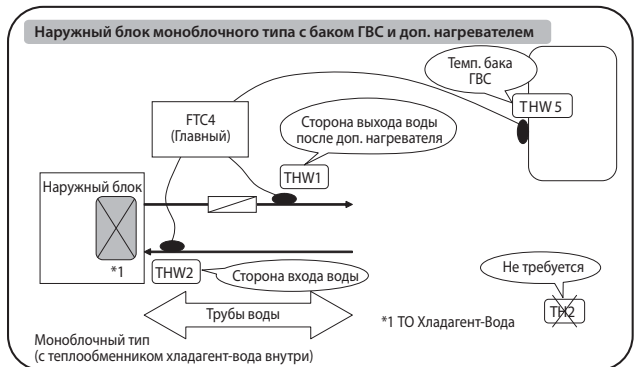 Наружный блок моноблочного типа с баком ГВС и доп. нагревателем
Темп. бака
ГВС
THW 5
FTC4
(Главный)
Сторона выхода воды
после доп. нагревателя
THW1
Наружный блок
*1
THW2
Сторона входа воды
Не требуется
TH2
Трубы воды
*1 ТО Хладагент-Вода
Моноблочный тип
(с теплообменником хладагент-вода внутри)